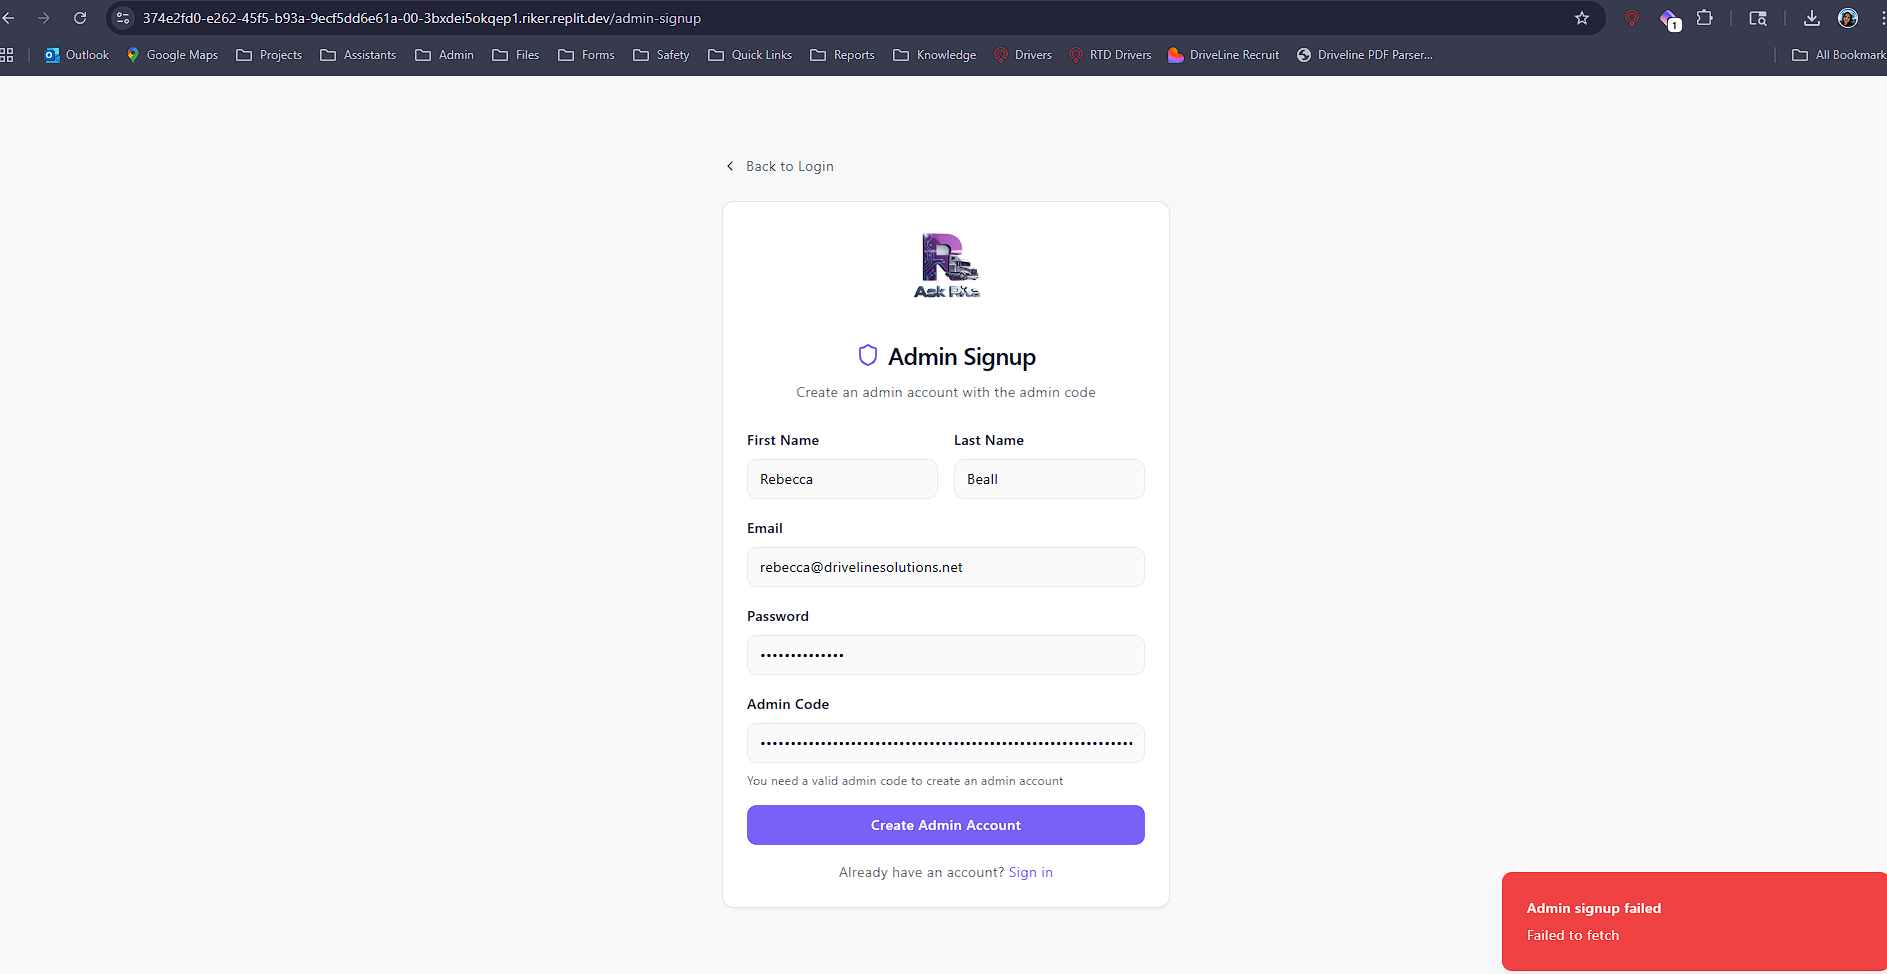 374e2fd0-e262-45f5-b93a-9ecf5dd6e61a-00-3bxdei5okqep1.riker.replit.dev/admin-signup
1
Outlook Google Maps Projects Assistants Admin Files Forms Safety Quick Links Reports Knowledge Drivers RTD Drivers DriveLine Recruit Driveline PDF Parser... All Bookmark
Back to Login
R
Ask
Admin Signup
Create an admin account with the admin code
First Name Last Name
Rebecca Beall
Email
rebecca@drivelinesolutions.net
Password
••••••••••••••
Admin Code
You need a valid admin code to create an admin account
Create Admin Account
Already have an account? Sign in
Admin signup failed
Failed to fetch